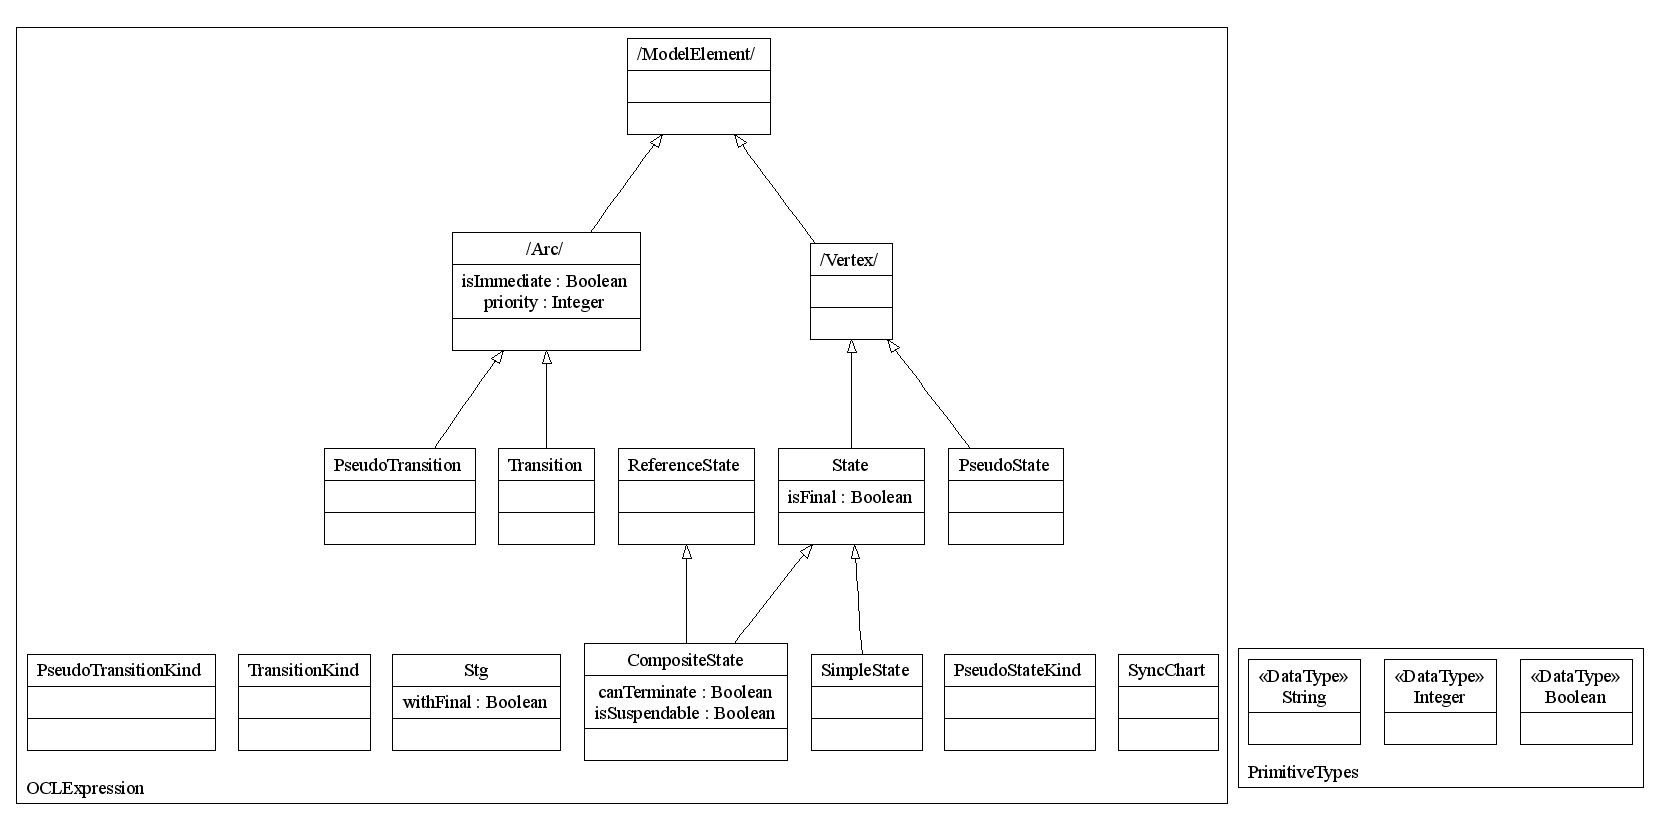 /ModelElement/
/Arc/
isImmediate : Boolean
priority : Integer
/Vertex/
PseudoTransition
Transition
ReferenceState
State
isFinal : Boolean
PseudoState
PseudoTransitionKind
TransitionKind
Stg
withFinal : Boolean
CompositeState
canTerminate : Boolean
isSuspendable : Boolean
SimpleState
PseudoStateKind
SyncChart
OCLExpression
«DataType»
String
«DataType»
Integer
«DataType»
Boolean
PrimitiveTypes